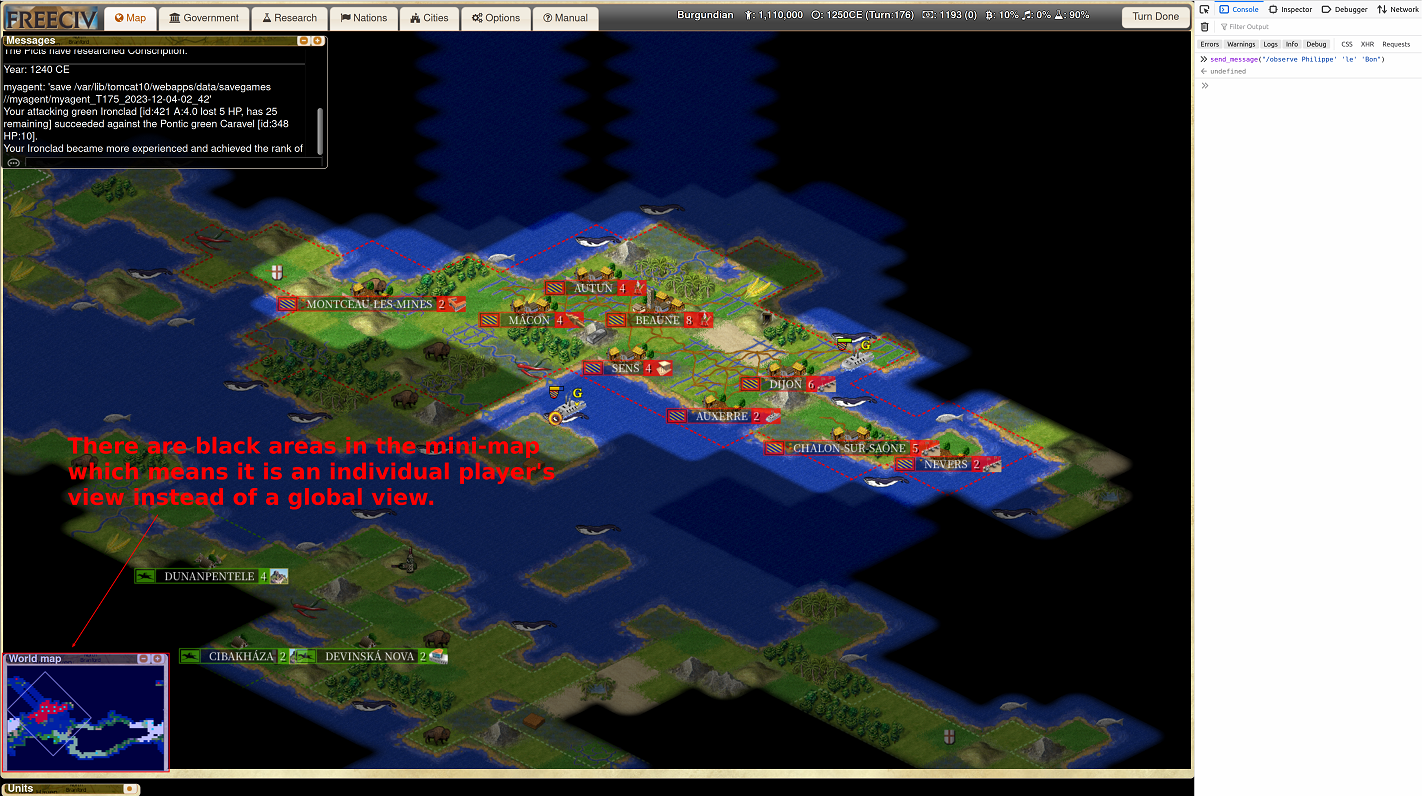 FREECIV Map Government Research Nations Cities Options Manual Burgundian : 1,110,000 : 1250CE (Turn:176) : 1193 (0) : 10% : 0% : 90% Turn Done
Console Inspector Debugger Network
Filter Output
Errors Warnings Logs Info Debug CSS XHR Requests
send_message("/observe Philippe' 'le' 'Bon")
undefined
Messages
The Picts have researched Conscription.
Year: 1240 CE
myagent: 'save /var/lib/tomcat10/webapps/data/savegames
//myagent/myagent_T175_2023-12-04-02_42'
Your attacking green Ironclad [id:421 A:4.0 lost 5 HP, has 25
remaining] succeeded against the Pontic green Caravel [id:348
HP:10].
Your Ironclad became more experienced and achieved the rank of
AUTUN 4
MONTCEAU-LES-MINES 2
MÂCON 4
BEAUNE 8
G
SENS 4
DIJON 6
G
AUXERRE 2
CHALON-SUR-SAÔNE 5
NEVERS 2
There are black areas in the mini-map
which means it is an individual player's
view instead of a global view.
DUNANPENTELE 4
CIBAKHÁZA 2
DEVINSKÁ NOVA 2
World map
Units